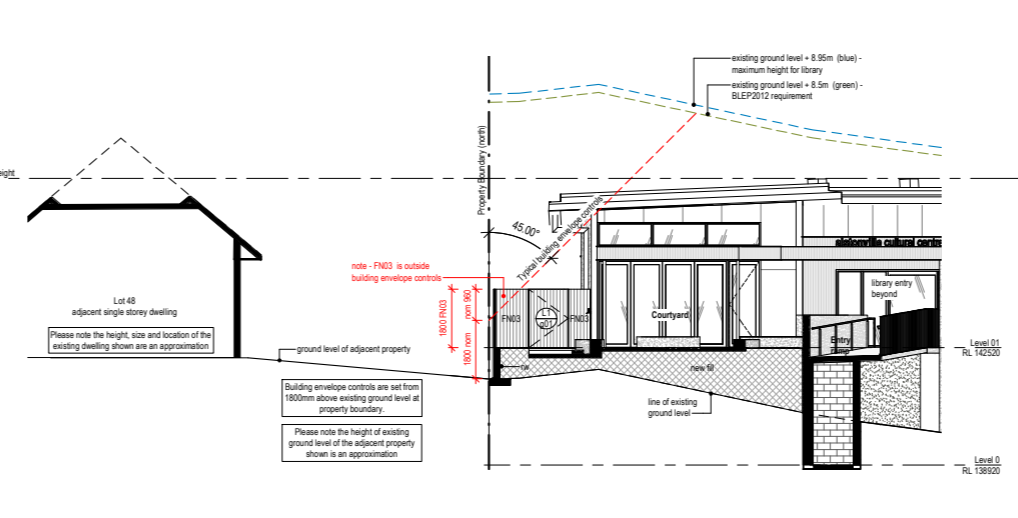 existing ground level + 8.95m (blue) -
maximum height for library
existing ground level + 8.5m (green) -
BLEP2012 requirement
eight
Property Boundary (north)
45.00°
Typical building envelope controls
note - FN03 is outside
building envelope controls
1800 FN03
nom 960
1800 nom
FN03
L1
g01
FN03
Courtyard
library entry
beyond
Entry
ramp
Lot 48
adjacent single storey dwelling
Please note the height, size and location of the
existing dwelling shown are an approximation
ground level of adjacent property
rw
new fill
line of existing
ground level
Building envelope controls are set from
1800mm above existing ground level at
property boundary.
Please note the height of existing
ground level of the adjacent property
shown is an approximation
Level 01
RL 142520
Level 0
RL 138920